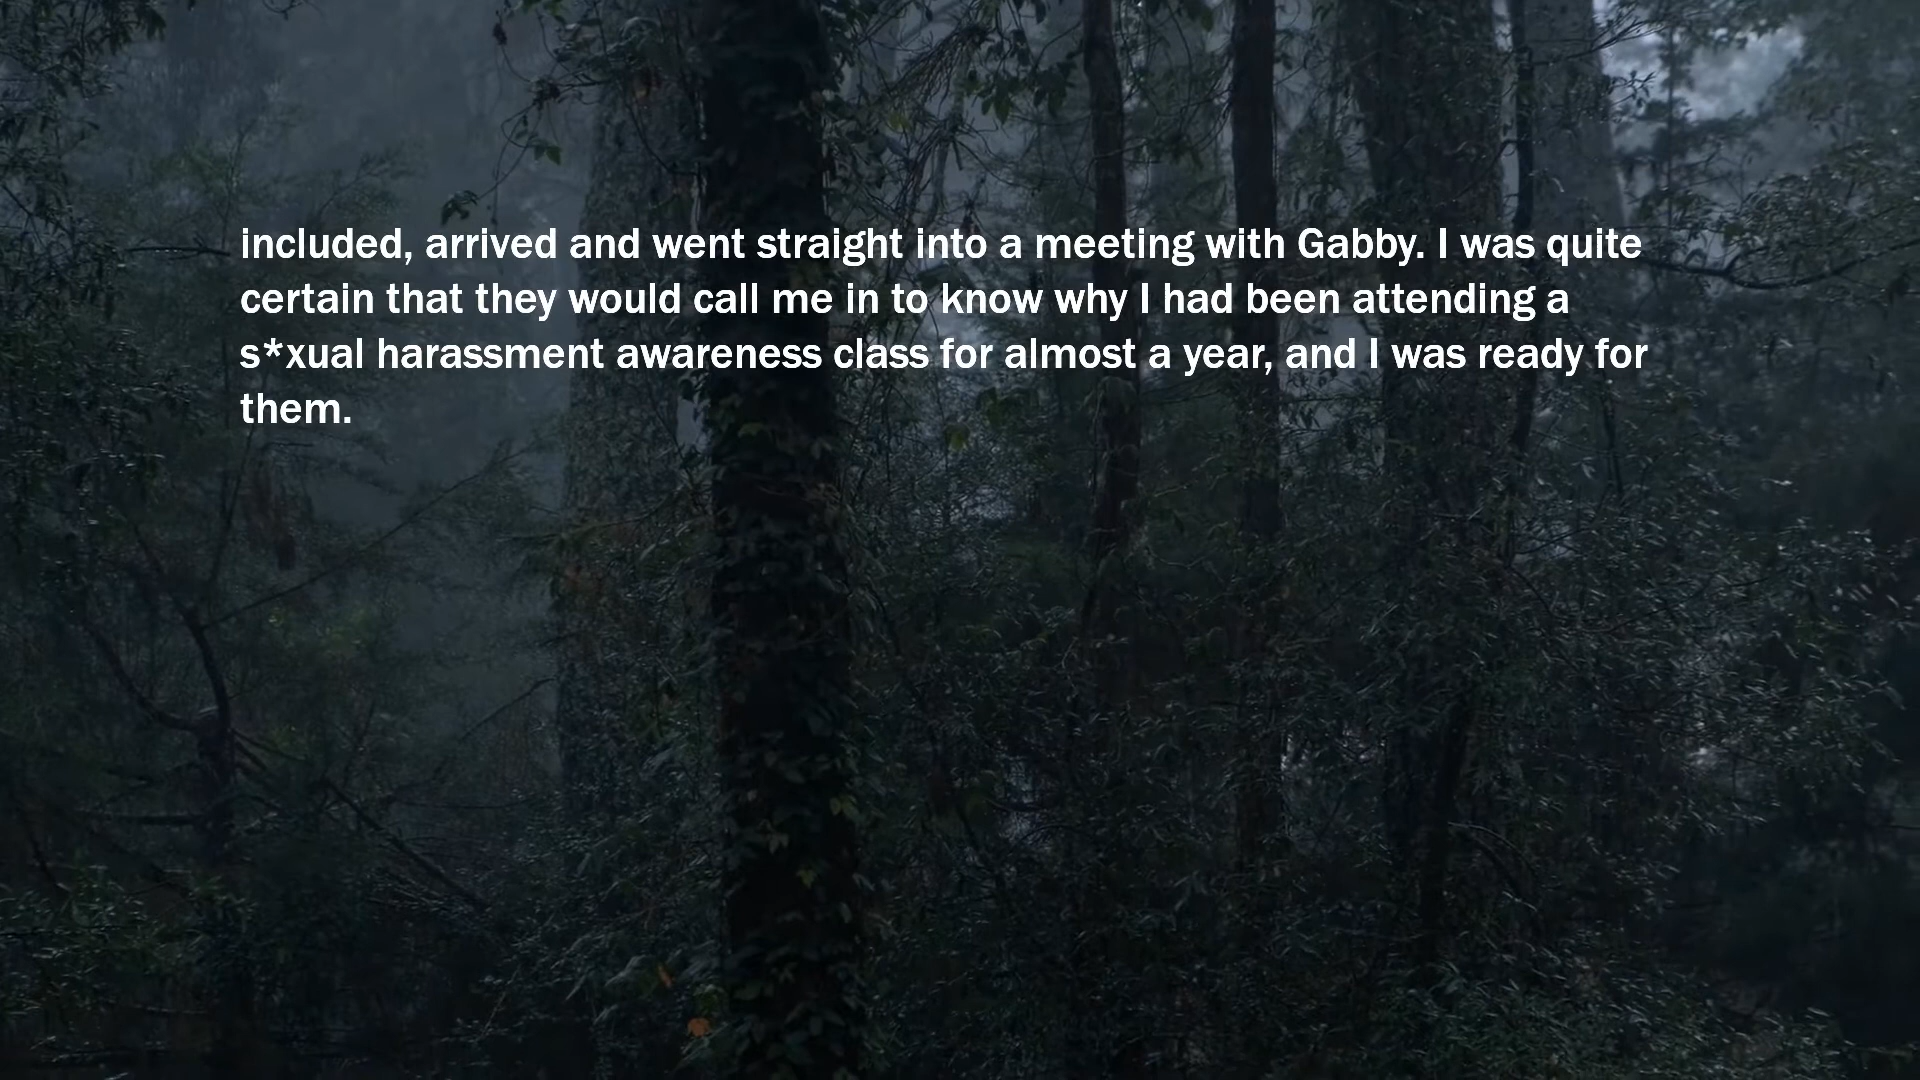 included, arrived and went straight into a meeting with Gabby. I was quite
certain that they would call me in to know why I had been attending a
s*xual harassment awareness class for almost a year, and I was ready for
them.